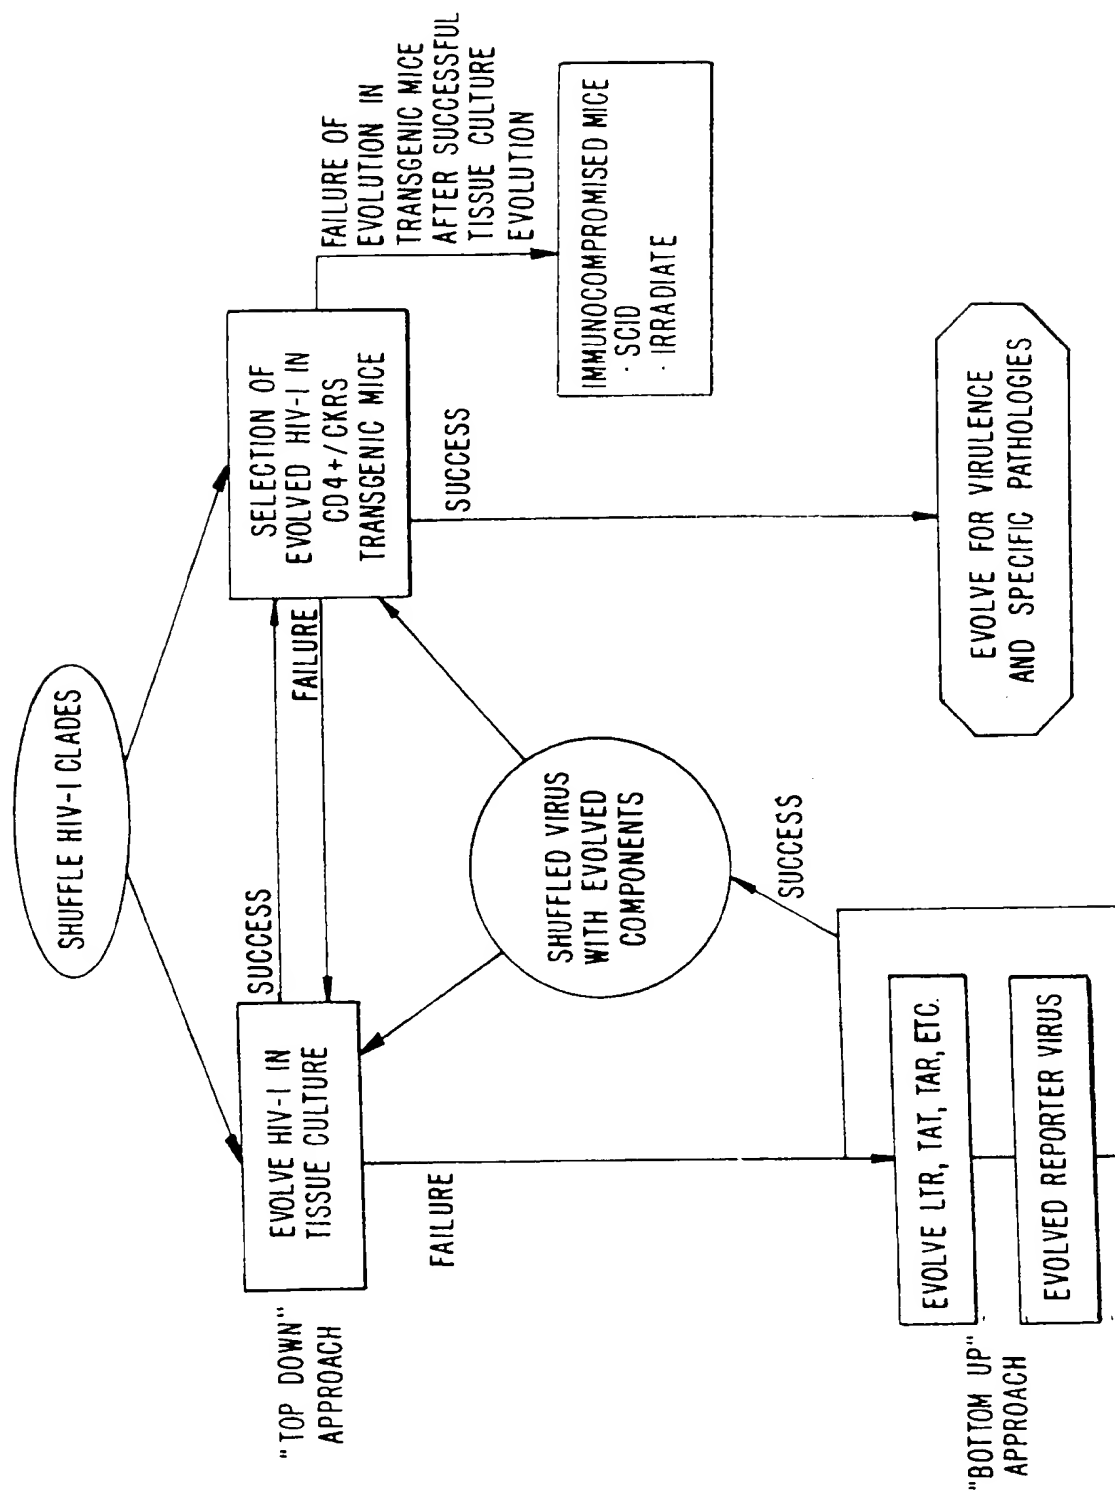 SHUFFLE HIV-1 CLADES
"TOP DOWN"
APPROACH
EVOLVE HIV-1 IN
TISSUE CULTURE
SUCCESS
FAILURE
SELECTION OF
EVOLVED HIV-1 IN
CD4+/CKRS
TRANSGENIC MICE
FAILURE OF
EVOLUTION IN
TRANSGENIC MICE
AFTER SUCCESSFUL
TISSUE CULTURE
EVOLUTION
IMMUNOCOMPROMISED MICE
· SCID
· IRRADIATE
SUCCESS
FAILURE
SHUFFLED VIRUS
WITH EVOLVED
COMPONENTS
SUCCESS
EVOLVE FOR VIRULENCE
AND SPECIFIC PATHOLOGIES
"BOTTOM UP"
APPROACH
EVOLVE LTR, TAT, TAR, ETC.
EVOLVED REPORTER VIRUS